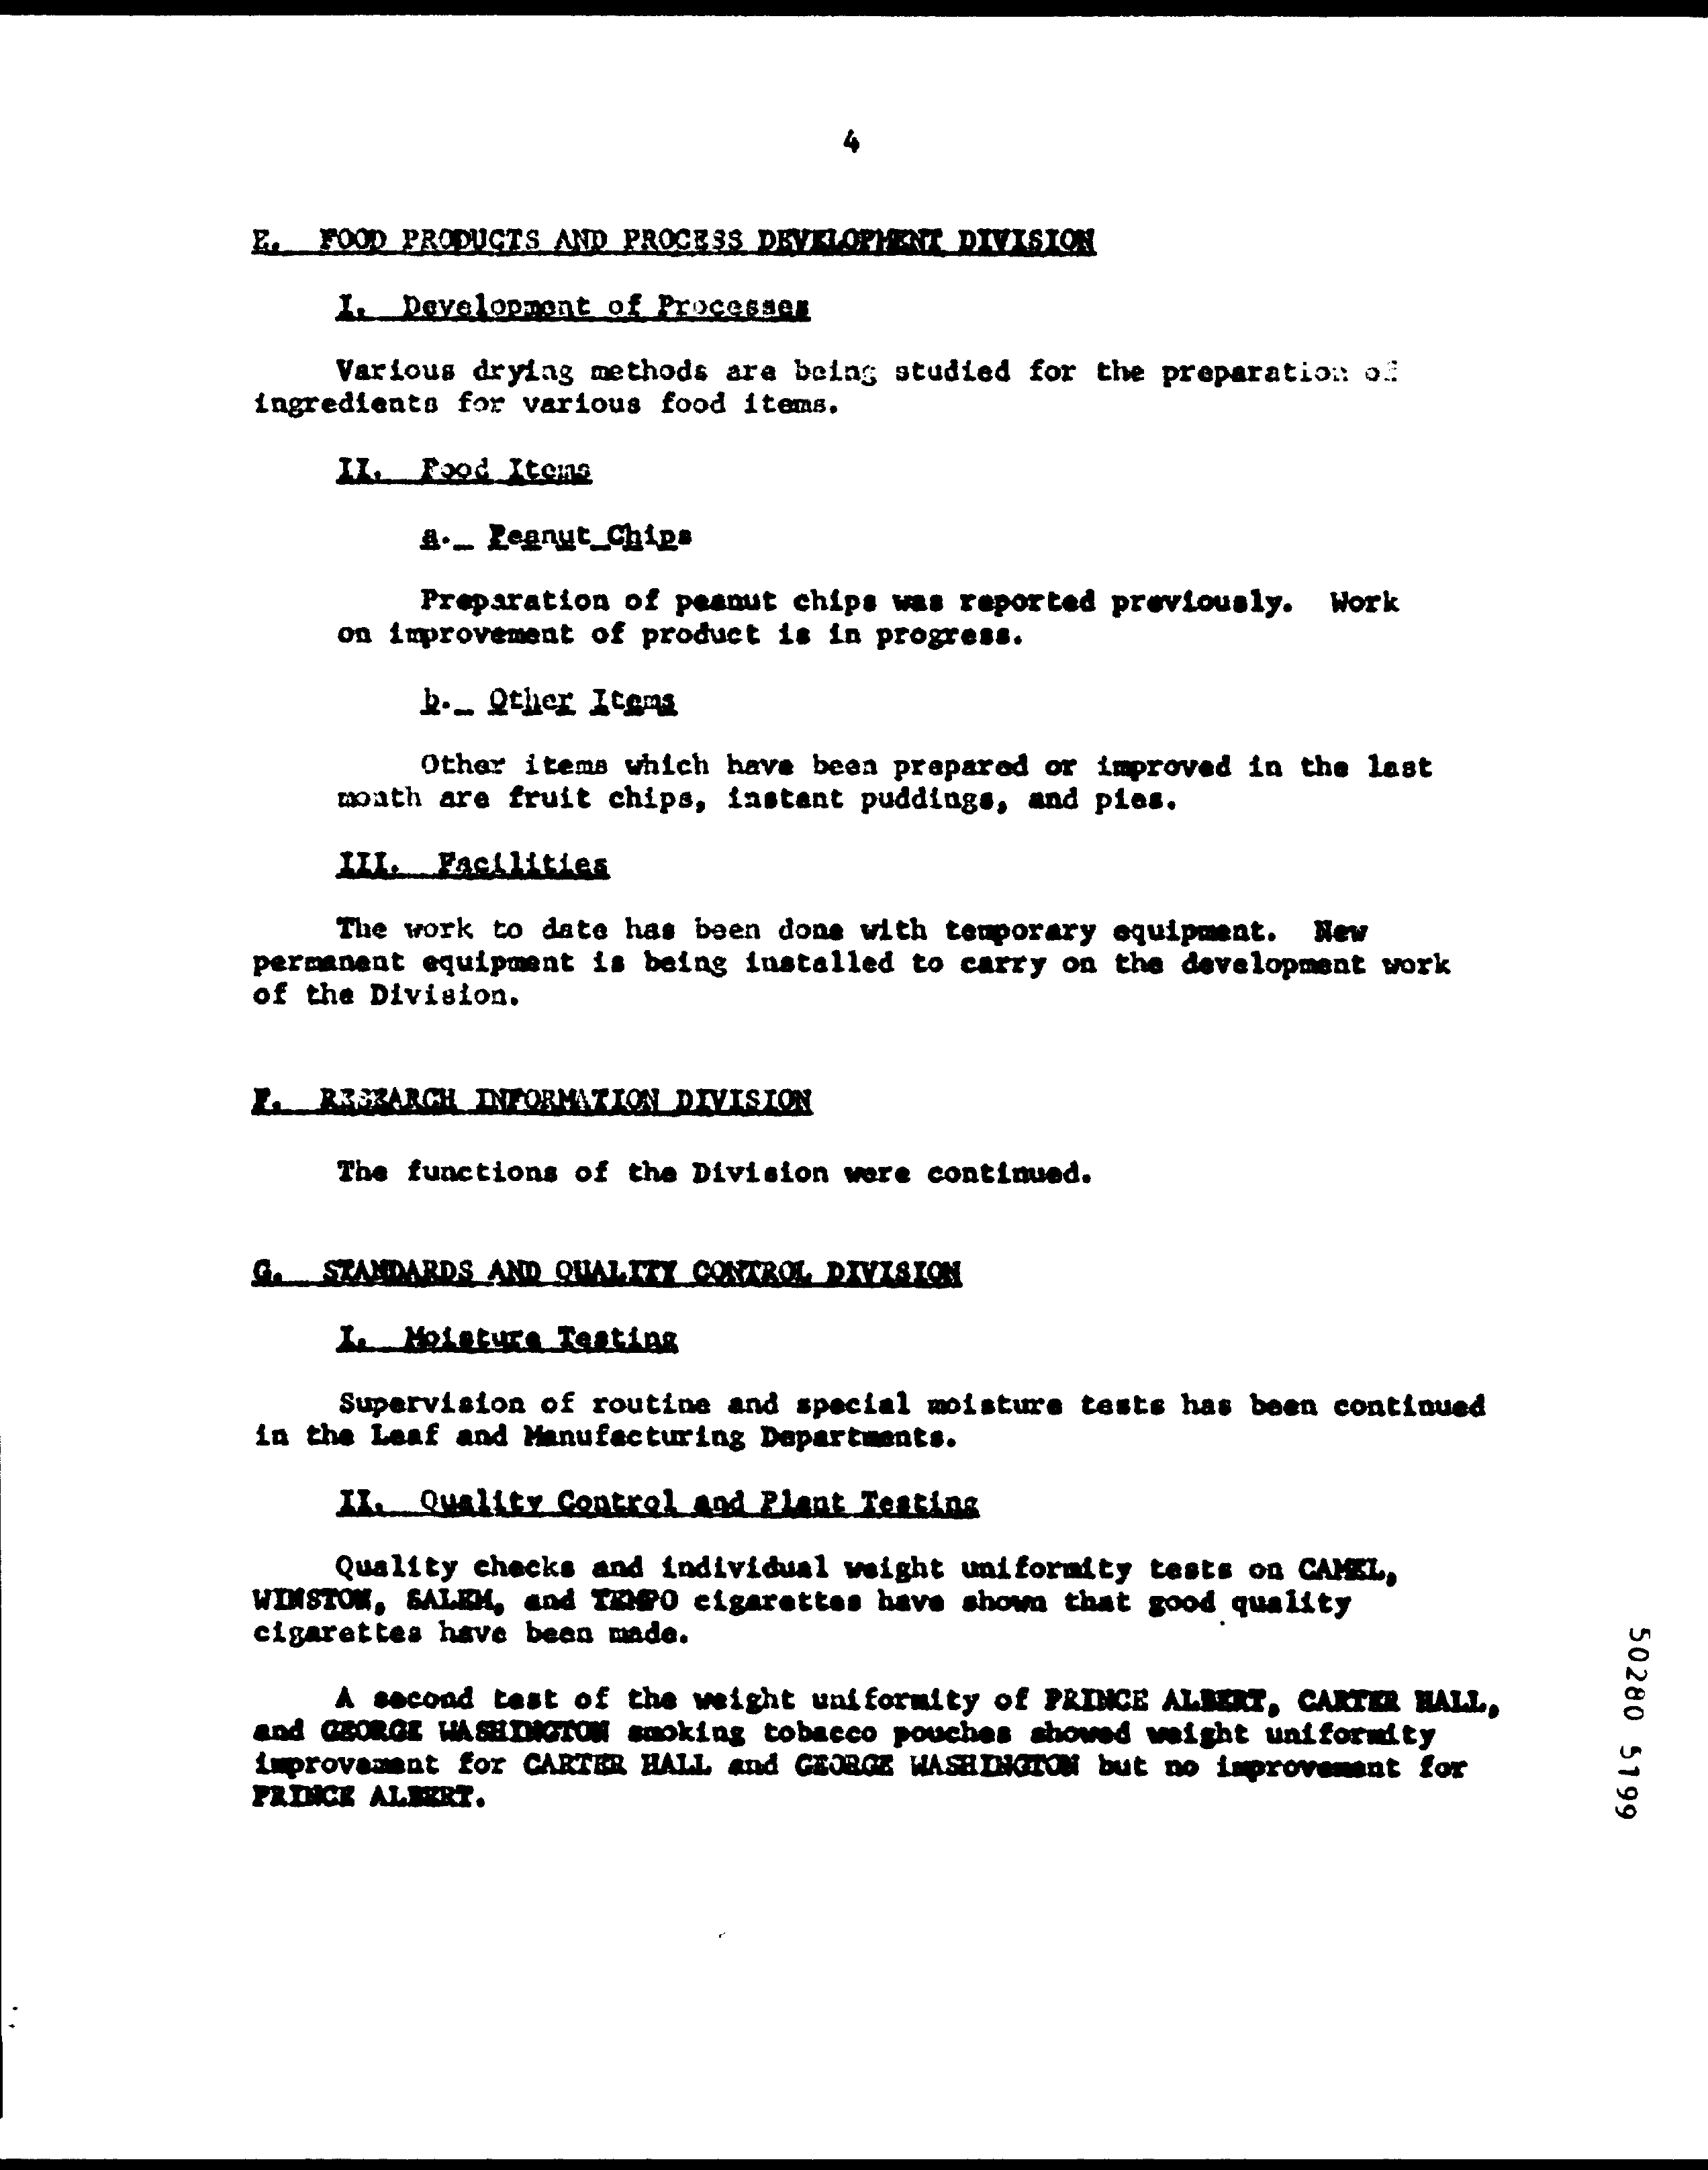 4
E. FOOD PRODUCTS AND PROCESS DEVELOPMENT DIVISION
I. Development of Processes
Various drying methods are being studied for the preparation of
ingredients for various food items.
II. Food Items
a. Peanut Chips
Preparation of peanut chips was reported previously. Work
on improvement of product is in progress.
b. Other Items
Other items which have been prepared or improved in the last
month are fruit chips, instant puddings, and pies.
III. Facilities
The work to date has been done with temporary equipment. New
permanent equipment is being installed to carry on the development work
of the Division.
F. RESEARCH INFORMATION DIVISION
The functions of the Division were continued.
G. STANDARDS AND QUALITY CONTROL DIVISION
I. Moisture Testing
Supervision of routine and special moisture tests has been continued
in the Leaf and Manufacturing Departments.
II. Quality Control and Plant Testing
Quality checks and individual weight uniformity tests on CAMEL,
WINSTON, SALEM, and TEMPO cigarettes have shown that good quality
cigarettes have been made.
A second test of the weight uniformity of PRINCE ALBERT, CARTER HALL,
and GEORGE WASHINGTON smoking tobacco pouches showed weight uniformity
improvement for CARTER HALL and GEORGE WASHINGTON but no improvement for
PRINCE ALBERT.
50280 5199